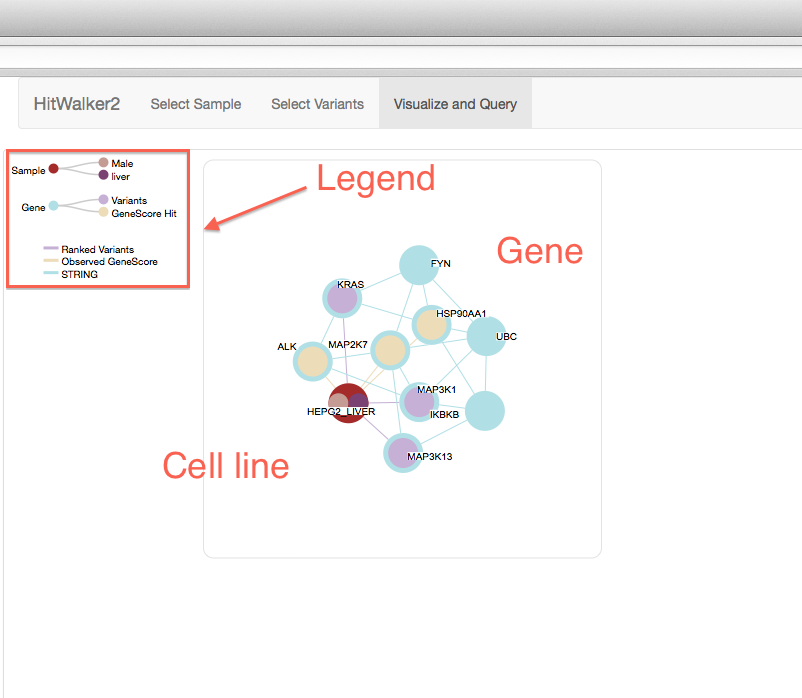 HitWalker2 Select Sample Select Variants Visualize and Query
Sample Male
liver
Gene Variants
GeneScore Hit
Ranked Variants
Observed GeneScore
STRING
Legend
Gene
FYN
KRAS
HSP90AA1
UBC
ALK
MAP2K7
MAP3K1
HEPG2_LIVER
IKBKB
MAP3K13
Cell line